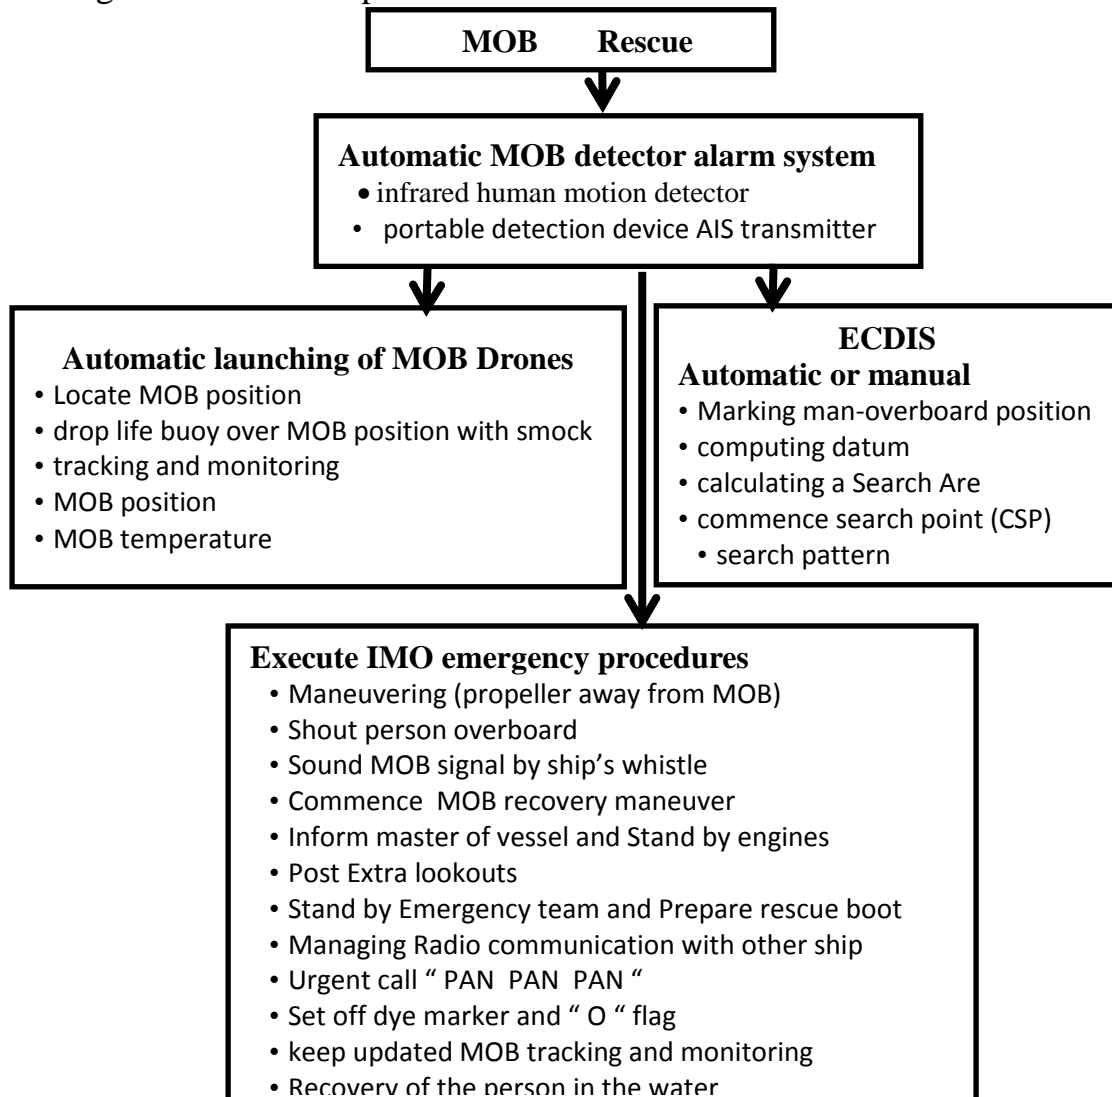 MOB Rescue
Automatic MOB detector alarm system
• infrared human motion detector
• portable detection device AIS transmitter
Automatic launching of MOB Drones
• Locate MOB position
• drop life buoy over MOB position with smock
• tracking and monitoring
• MOB position
• MOB temperature
ECDIS
Automatic or manual
• Marking man-overboard position
• computing datum
• calculating a Search Are
• commence search point (CSP)
• search pattern
Execute IMO emergency procedures
• Maneuvering (propeller away from MOB)
• Shout person overboard
• Sound MOB signal by ship's whistle
• Commence MOB recovery maneuver
• Inform master of vessel and Stand by engines
• Post Extra lookouts
• Stand by Emergency team and Prepare rescue boot
• Managing Radio communication with other ship
• Urgent call “ PAN PAN PAN “
• Set off dye marker and “ O “ flag
• keep updated MOB tracking and monitoring
• Recovery of the person in the water